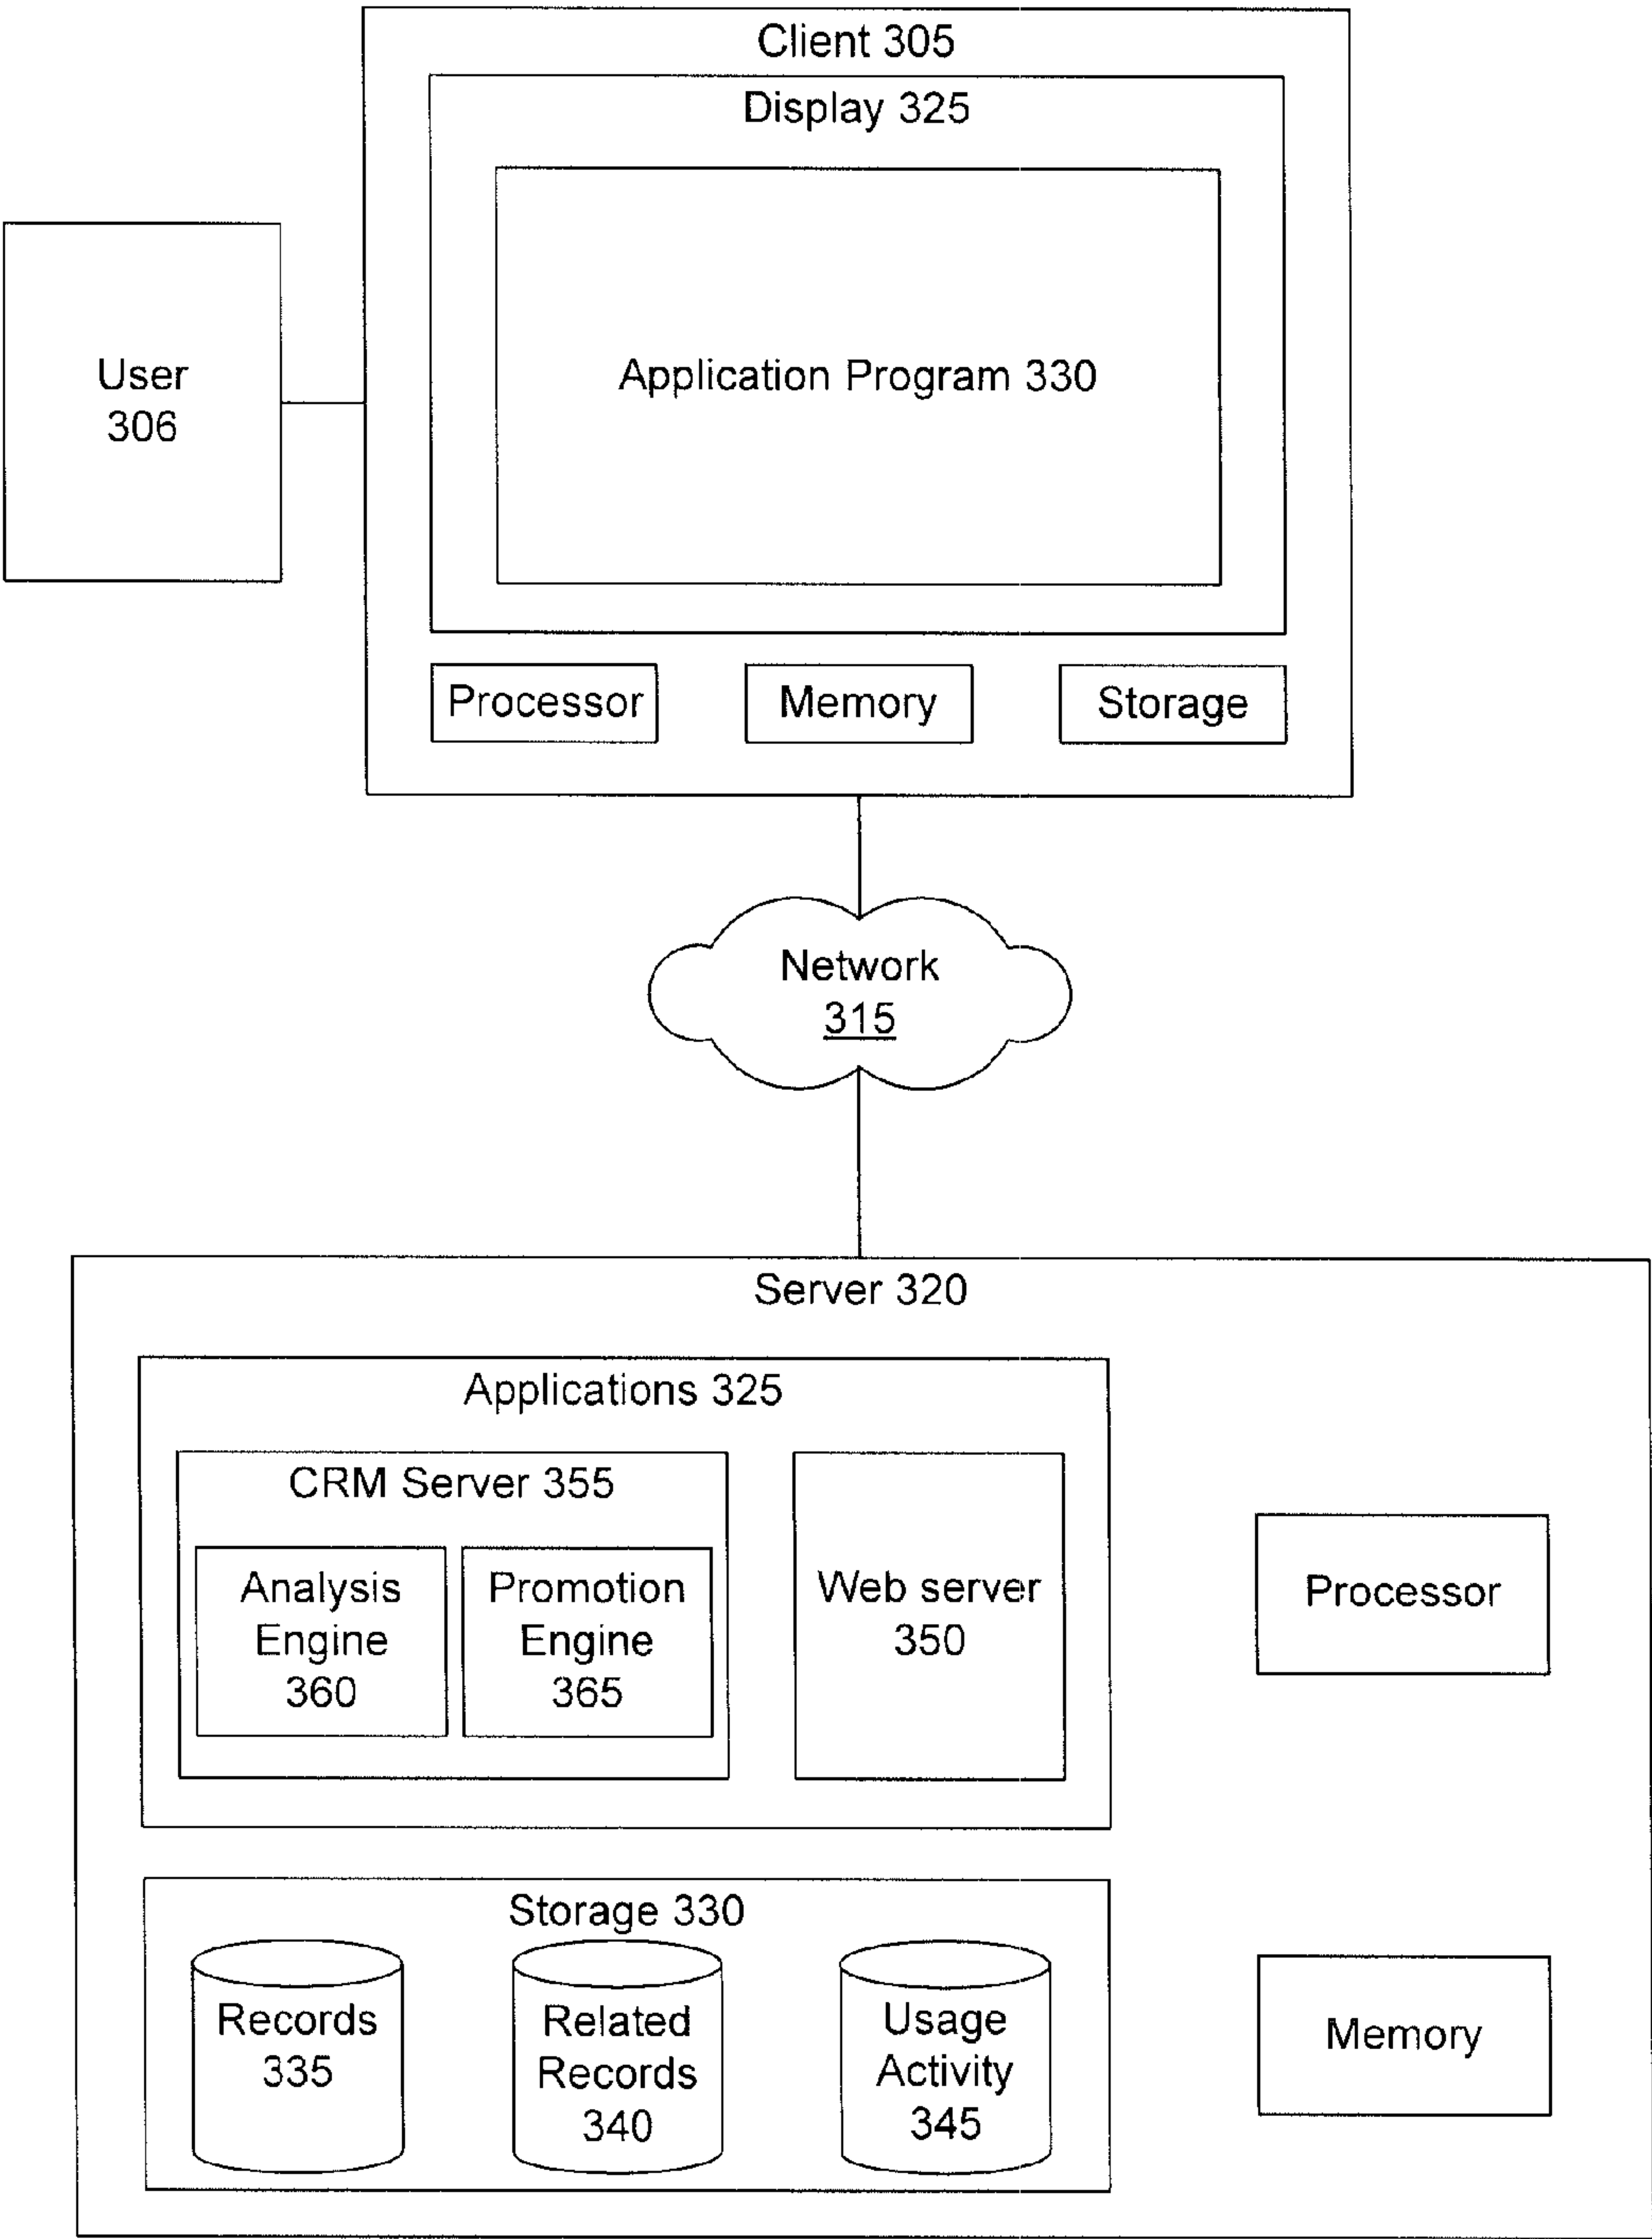 Client 305
Display 325
Application Program 330
User
306
Processor
Memory
Storage
Network
315
Server 320
Applications 325
CRM Server 355
Analysis
Engine
360
Promotion
Engine
365
Web server
350
Processor
Storage 330
Records
335
Related
Records
340
Usage
Activity
345
Memory